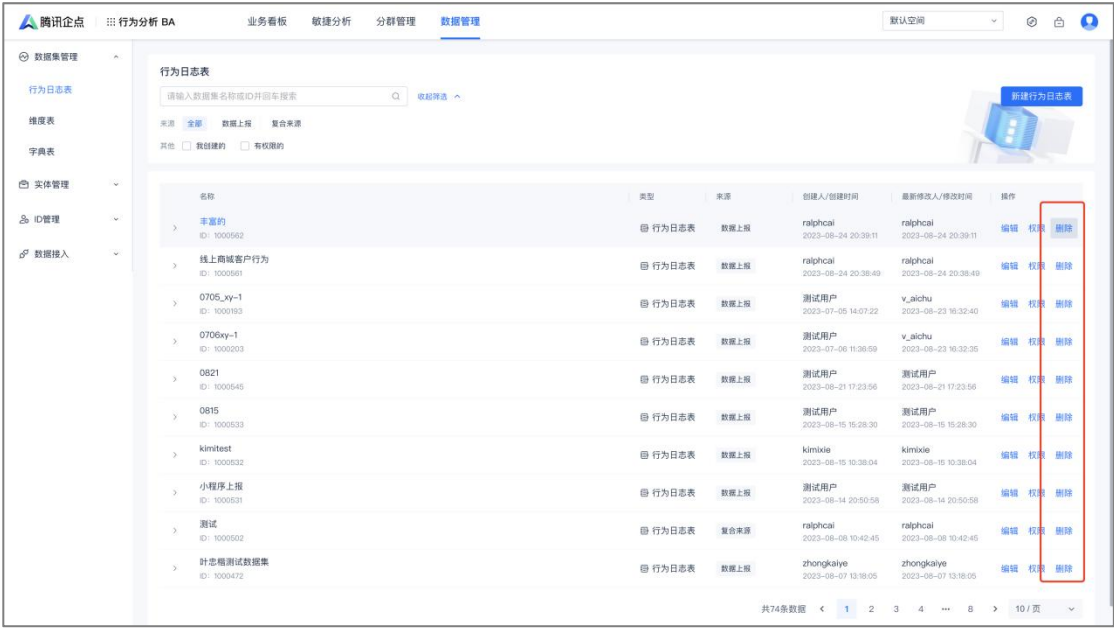 腾讯企点 行为分析 BA 业务看板 敏捷分析 分群管理 数据管理 默认空间
数据集管理
行为日志表
维度表
字典表
实体管理
ID管理
数据接入
行为日志表
请输入数据集名称或ID并回车搜索 收起筛选
新建行为日志表
来源 全部 数据上报 复合来源
其他 我创建的 有权限的
名称 类型 来源 创建人/创建时间 最新修改人/修改时间 操作
丰富的 行为日志表 数据上报 ralphcai ralphcai 编辑 权限 删除
ID: 1000562 2023-08-24 20:39:11 2023-08-24 20:39:11
线上商城客户行为 行为日志表 数据上报 ralphcai ralphcai 编辑 权限 删除
ID: 1000561 2023-08-24 20:38:49 2023-08-24 20:38:49
0705_xy-1 行为日志表 数据上报 测试用户 v_aichu 编辑 权限 删除
ID: 1000193 2023-07-05 14:07:22 2023-08-23 16:32:40
0706xy-1 行为日志表 数据上报 测试用户 v_aichu 编辑 权限 删除
ID: 1000203 2023-07-06 11:36:59 2023-08-23 16:32:35
0821 行为日志表 数据上报 测试用户 测试用户 编辑 权限 删除
ID: 1000545 2023-08-21 17:23:56 2023-08-21 17:23:56
0815 行为日志表 数据上报 测试用户 测试用户 编辑 权限 删除
ID: 1000533 2023-08-15 15:28:30 2023-08-15 15:28:30
kimitest 行为日志表 数据上报 kimixie kimixie 编辑 权限 删除
ID: 1000532 2023-08-15 10:38:04 2023-08-15 10:38:04
小程序上报 行为日志表 数据上报 测试用户 测试用户 编辑 权限 删除
ID: 1000531 2023-08-14 20:50:58 2023-08-14 20:50:58
测试 行为日志表 复合来源 ralphcai ralphcai 编辑 权限 删除
ID: 1000502 2023-08-08 10:42:45 2023-08-08 10:42:45
叶忠楷测试数据集 行为日志表 数据上报 zhongkaiye zhongkaiye 编辑 权限 删除
ID: 1000472 2023-08-07 13:18:05 2023-08-07 13:18:05
共74条数据 1 2 3 4 ··· 8 10 / 页